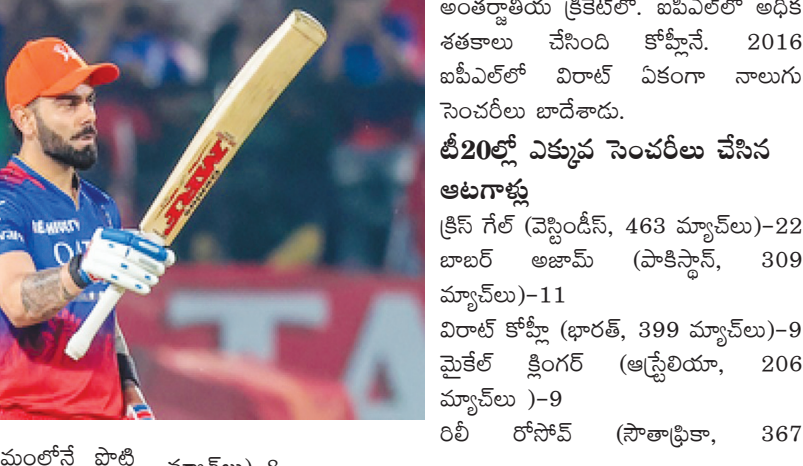 అంతర్జాతీయ క్రికెట్‌లో. ఐపీఎల్‌లో అధిక
శతకాలు చేసింది కోహ్లీనే. 2016
ఐపీఎల్‌లో విరాట్ ఏకంగా నాలుగు
సెంచరీలు బాదేశాడు.
టీ20ల్లో ఎక్కువ సెంచరీలు చేసిన
ఆటగాళ్లు
క్రిస్ గేల్ (వెస్టిండీస్, 463 మ్యాచ్‌లు)-22
బాబర్ అజామ్ (పాకిస్తాన్, 309
మ్యాచ్‌లు)-11
విరాట్ కోహ్లీ (భారత్, 399 మ్యాచ్‌లు)-9
మైకేల్ క్లింగర్ (ఆస్ట్రేలియా, 206
మ్యాచ్‌లు )-9
రిలీ రోసోవ్ (సౌతాఫ్రికా, 367
మంలోనే పొట్టి
MRF